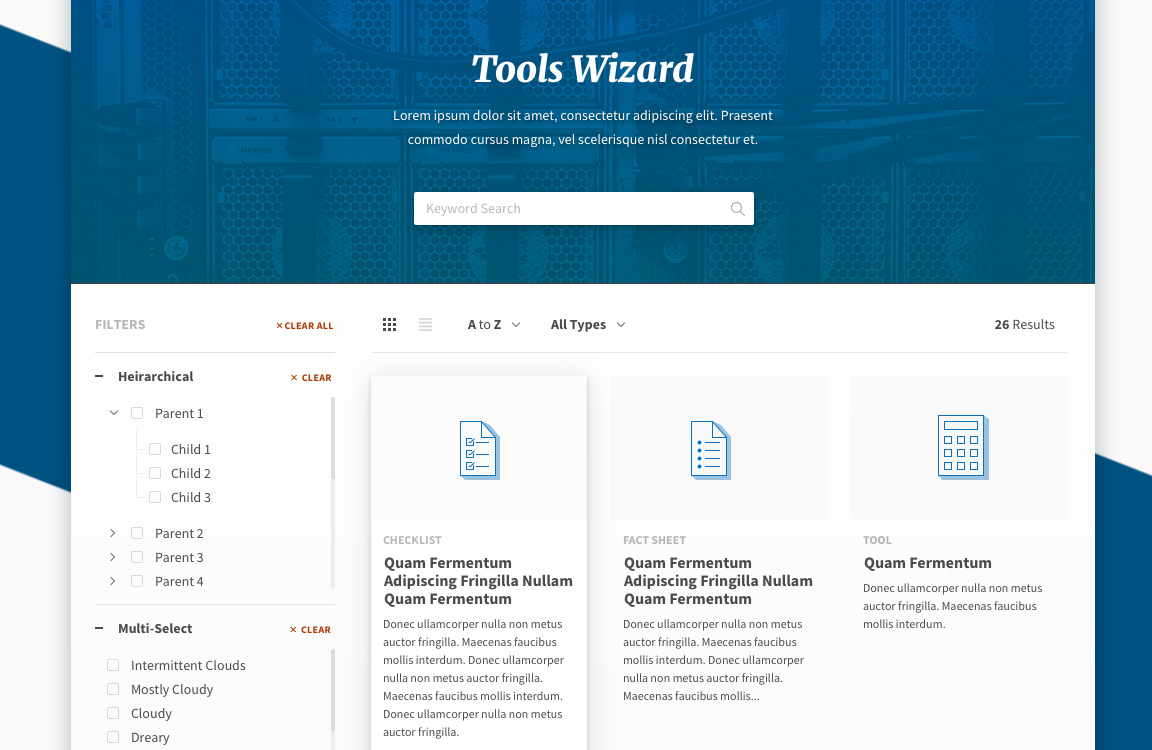 Tools Wizard
Lorem ipsum dolor sit amet, consectetur adipiscing elit. Praesent
commodo cursus magna, vel scelerisque nisl consectetur et.
Keyword Search
FILTERS
× CLEAR ALL
A to Z
All Types
26 Results
Heirarchical
× CLEAR
Parent 1
Child 1
Child 2
Child 3
Parent 2
Parent 3
Parent 4
Multi-Select
× CLEAR
Intermittent Clouds
Mostly Cloudy
Cloudy
Dreary
CHECKLIST
Quam Fermentum
Adipiscing Fringilla Nullam
Quam Fermentum
Donec ullamcorper nulla non metus
auctor fringilla. Maecenas faucibus
mollis interdum. Donec ullamcorper
nulla non metus auctor fringilla.
Maecenas faucibus mollis interdum.
Donec ullamcorper nulla non metus
auctor fringilla.
FACT SHEET
Quam Fermentum
Adipiscing Fringilla Nullam
Quam Fermentum
Donec ullamcorper nulla non metus
auctor fringilla. Maecenas faucibus
mollis interdum. Donec ullamcorper
nulla non metus auctor fringilla.
Maecenas faucibus mollis...
TOOL
Quam Fermentum
Donec ullamcorper nulla non metus
auctor fringilla. Maecenas faucibus
mollis interdum.